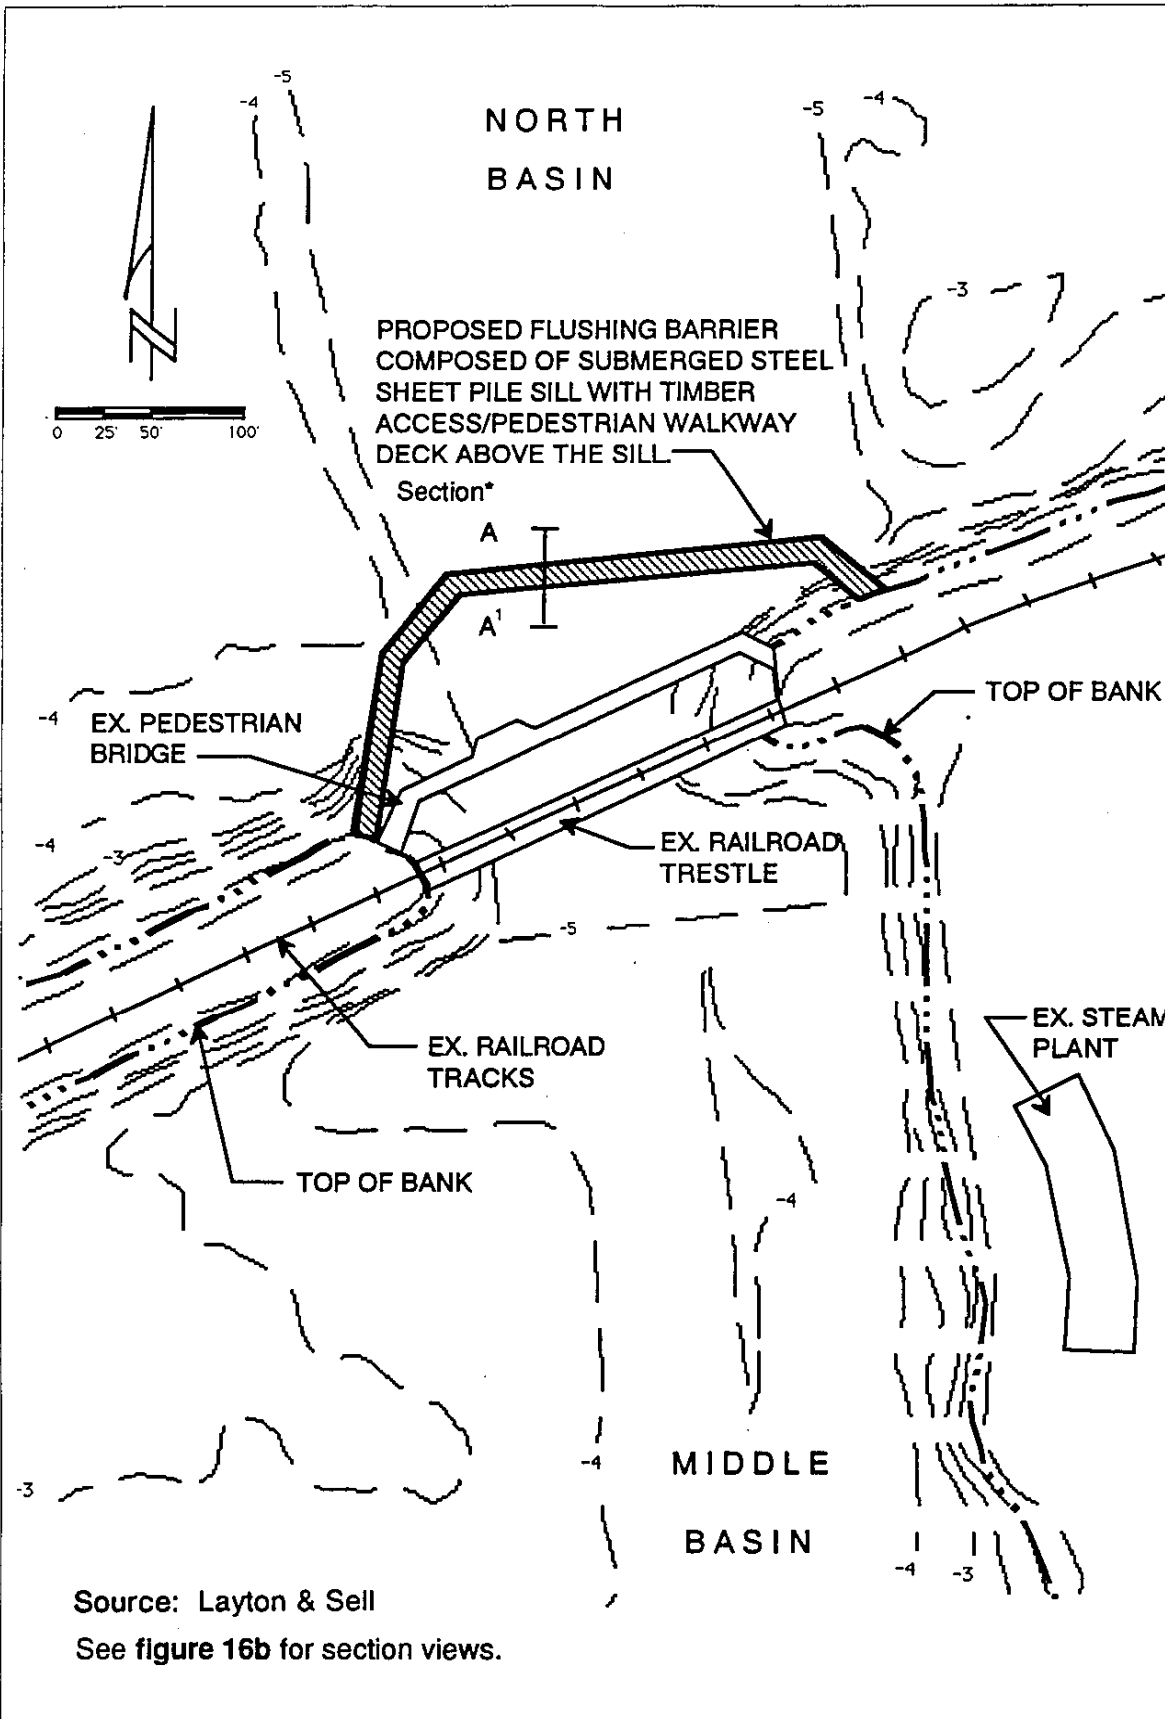 -5
-4
NORTH
BASIN
-5
-4
-3
N
PROPOSED FLUSHING BARRIER
COMPOSED OF SUBMERGED STEEL
SHEET PILE SILL WITH TIMBER
ACCESS/PEDESTRIAN WALKWAY
DECK ABOVE THE SILL.
0 25' 50' 100'
Section*
A
A¹
-4
EX. PEDESTRIAN
BRIDGE
TOP OF BANK
-4
-3
EX. RAILROAD
TRESTLE
-5
EX. RAILROAD
TRACKS
EX. STEAM
PLANT
TOP OF BANK
-4
-4
-3
MIDDLE
BASIN
-4
-3
Source: Layton & Sell
See figure 16b for section views.